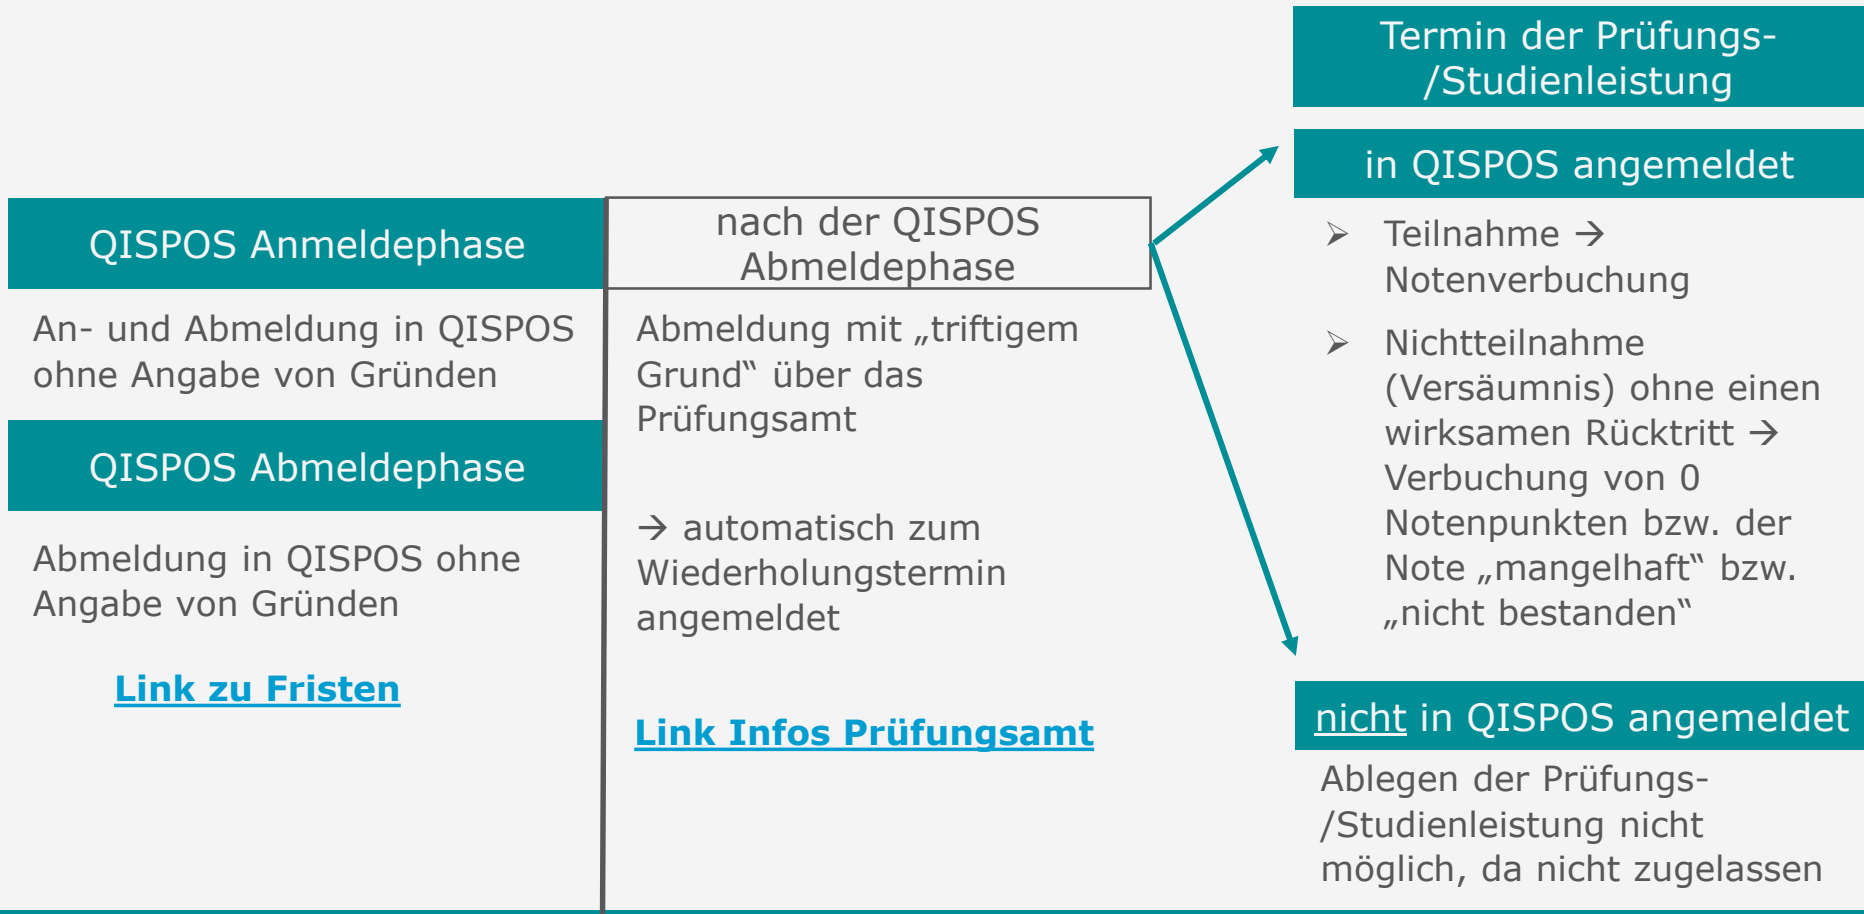 QISPOS Anmeldephase
An- und Abmeldung in QISPOS
ohne Angabe von Gründen
QISPOS Abmeldephase
Abmeldung in QISPOS ohne
Angabe von Gründen
Link zu Fristen
nach der QISPOS
Abmeldephase
Abmeldung mit „triftigem
Grund“ über das
Prüfungsamt
→ automatisch zum
Wiederholungstermin
angemeldet
Link Infos Prüfungsamt
Termin der Prüfungs-
/Studienleistung
in QISPOS angemeldet
➢ Teilnahme →
Notenverbuchung
➢ Nichtteilnahme
(Versäumnis) ohne einen
wirksamen Rücktritt →
Verbuchung von 0
Notenpunkten bzw. der
Note „mangelhaft“ bzw.
„nicht bestanden“
nicht in QISPOS angemeldet
Ablegen der Prüfungs-
/Studienleistung nicht
möglich, da nicht zugelassen